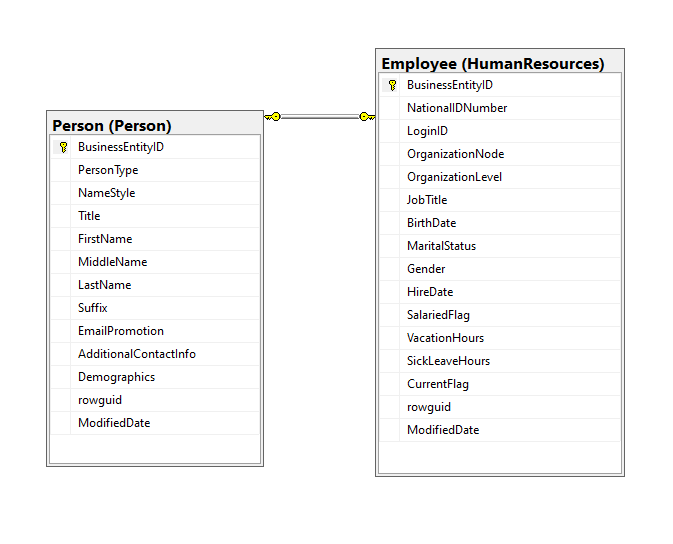 Person (Person)
BusinessEntityID
PersonType
NameStyle
Title
FirstName
MiddleName
LastName
Suffix
EmailPromotion
AdditionalContactInfo
Demographics
rowguid
ModifiedDate
Employee (HumanResources)
BusinessEntityID
NationalIDNumber
LoginID
OrganizationNode
OrganizationLevel
JobTitle
BirthDate
MaritalStatus
Gender
HireDate
SalariedFlag
VacationHours
SickLeaveHours
CurrentFlag
rowguid
ModifiedDate